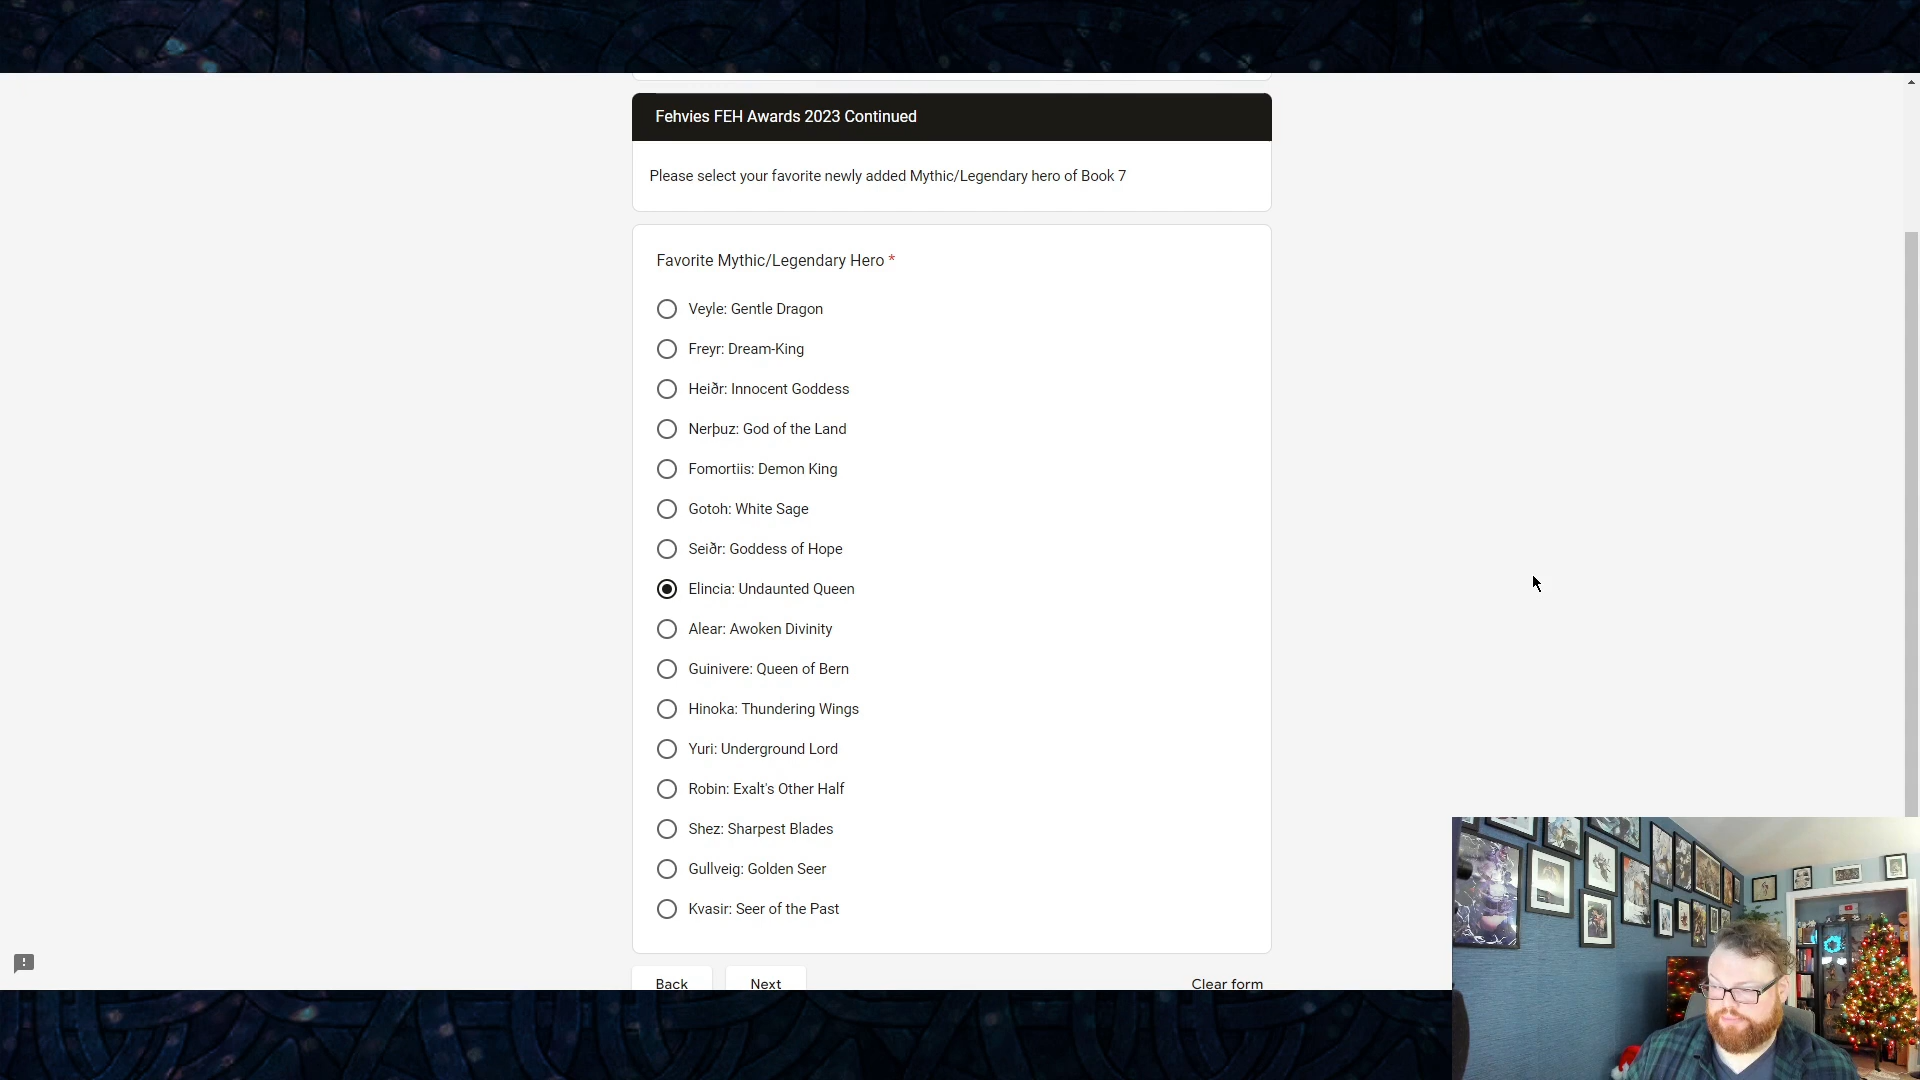 Fehvies FEH Awards 2023 Continued
Please select your favorite newly added Mythic/Legendary hero of Book 7
Favorite Mythic/Legendary Hero *
Veyle: Gentle Dragon
Freyr: Dream-King
Heiðr: Innocent Goddess
Nerþuz: God of the Land
Fomortiis: Demon King
Gotoh: White Sage
Seiðr: Goddess of Hope
Elincia: Undaunted Queen
Alear: Awoken Divinity
Guinivere: Queen of Bern
Hinoka: Thundering Wings
Yuri: Underground Lord
Robin: Exalt's Other Half
Shez: Sharpest Blades
Gullveig: Golden Seer
Kvasir: Seer of the Past
Back Next Clear form